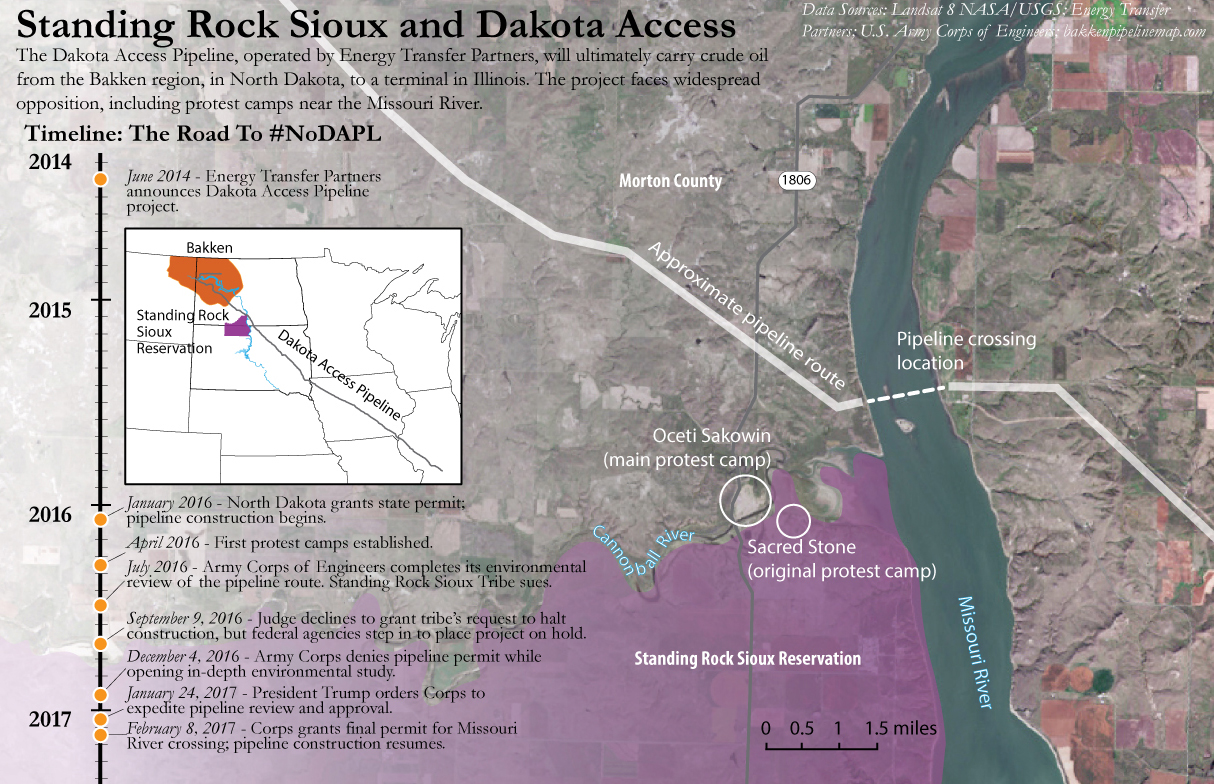 Standing Rock Sioux and Dakota Access
Data Sources: Landsat 8 NASA/USGS; Energy Transfer
Partners; U.S. Army Corps of Engineers; bakkenpipelinemap.com
The Dakota Access Pipeline, operated by Energy Transfer Partners, will ultimately carry crude oil
from the Bakken region, in North Dakota, to a terminal in Illinois. The project faces widespread
opposition, including protest camps near the Missouri River.
Timeline: The Road To #NoDAPL
2014
June 2014 - Energy Transfer Partners
announces Dakota Access Pipeline
project.
Bakken
Standing Rock
Sioux
Reservation
Dakota Access Pipeline
2015
2016
January 2016 - North Dakota grants state permit;
pipeline construction begins.
April 2016 - First protest camps established.
July 2016 - Army Corps of Engineers completes its environmental
review of the pipeline route. Standing Rock Sioux Tribe sues.
September 9, 2016 - Judge declines to grant tribe's request to halt
construction, but federal agencies step in to place project on hold.
December 4, 2016 - Army Corps denies pipeline permit while
opening in-depth environmental study.
January 24, 2017 - President Trump orders Corps to
expedite pipeline review and approval.
2017
February 8, 2017 - Corps grants final permit for Missouri
River crossing; pipeline construction resumes.
Morton County
1806
Approximate pipeline route
Pipeline crossing
location
Oceti Sakowin
(main protest camp)
Cannonball River
Sacred Stone
(original protest camp)
Missouri River
Standing Rock Sioux Reservation
0 0.5 1 1.5 miles